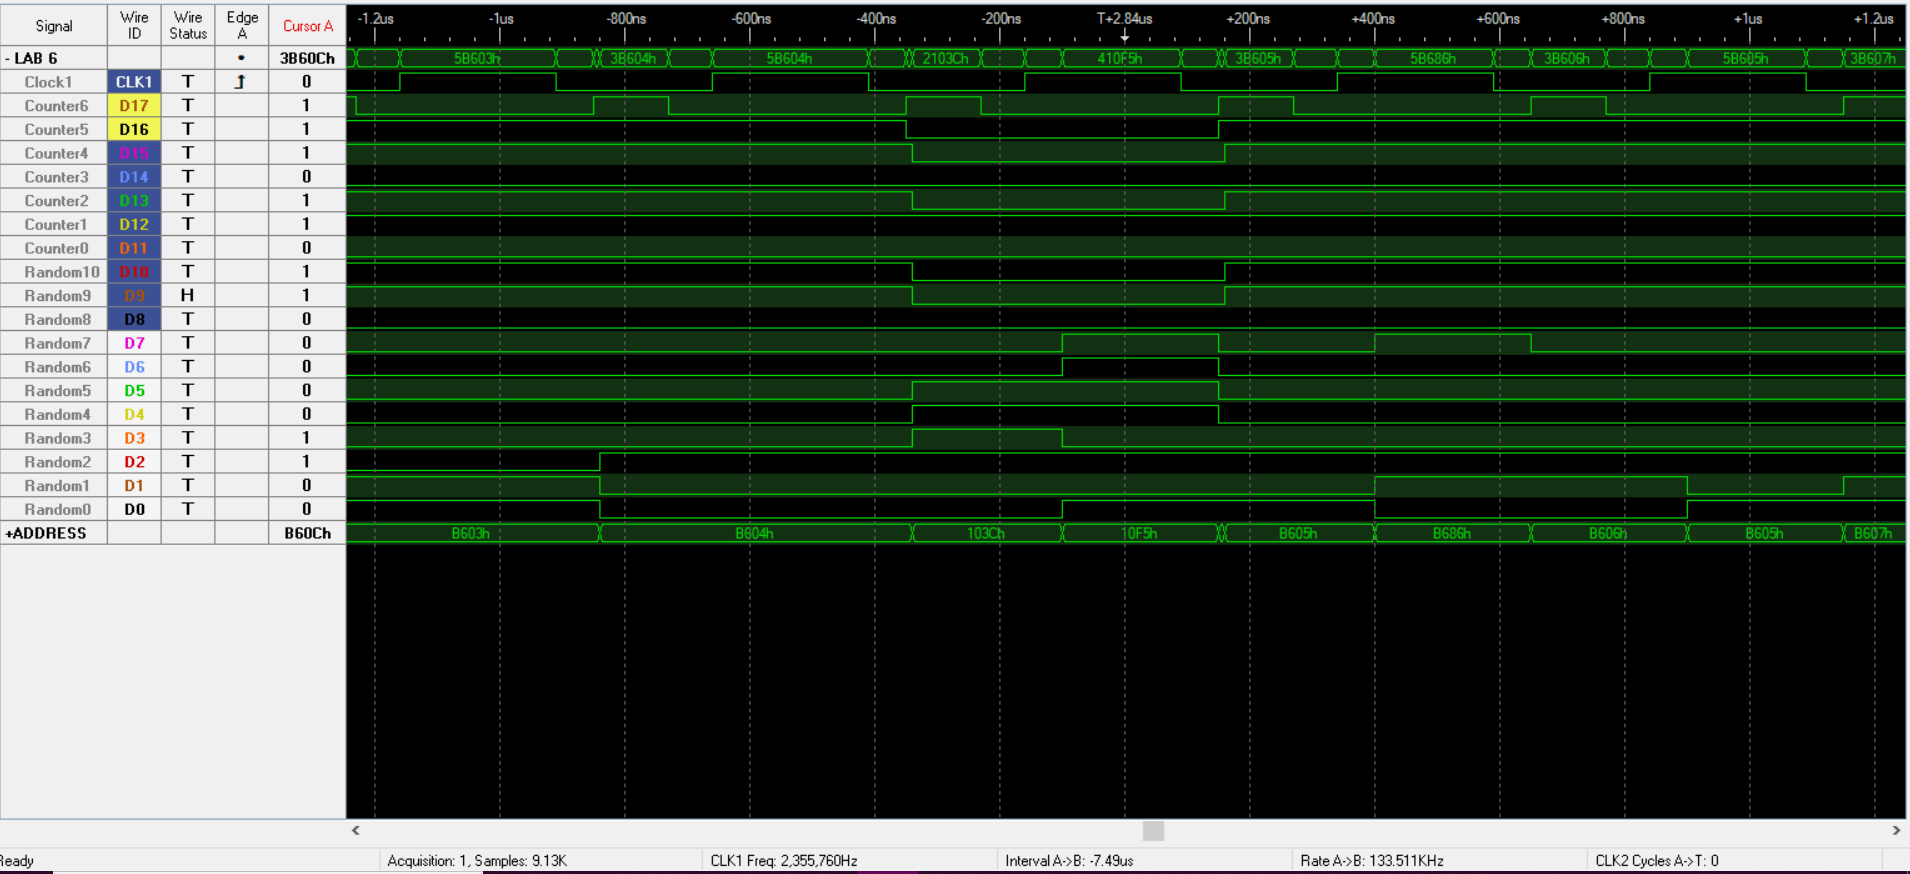 Signal Wire ID Wire Status Edge A Cursor A -1.2us -1us -800ns -600ns -400ns -200ns T+2.84us +200ns +400ns +600ns +800ns +1us +1.2us
- LAB 6 3B60Ch 5B603h 3B604h 5B604h 2103Ch 410F5h 3B605h 5B686h 3B606h 5B605h 3B607h
Clock1 CLK1 T 0
Counter6 D17 T 1
Counter5 D16 T 1
Counter4 D15 T 1
Counter3 D14 T 0
Counter2 D13 T 1
Counter1 D12 T 1
Counter0 D11 T 0
Random10 D10 T 1
Random9 D9 H 1
Random8 D8 T 0
Random7 D7 T 0
Random6 D6 T 0
Random5 D5 T 0
Random4 D4 T 0
Random3 D3 T 1
Random2 D2 T 1
Random1 D1 T 0
Random0 D0 T 0
+ADDRESS B60Ch B603h B604h 103Ch 10F5h B605h B686h B606h B605h B607h
Ready Acquisition: 1, Samples: 9.13K CLK1 Freq: 2,355,760Hz Interval A->B: -7.49us Rate A->B: 133.511KHz CLK2 Cycles A->T: 0